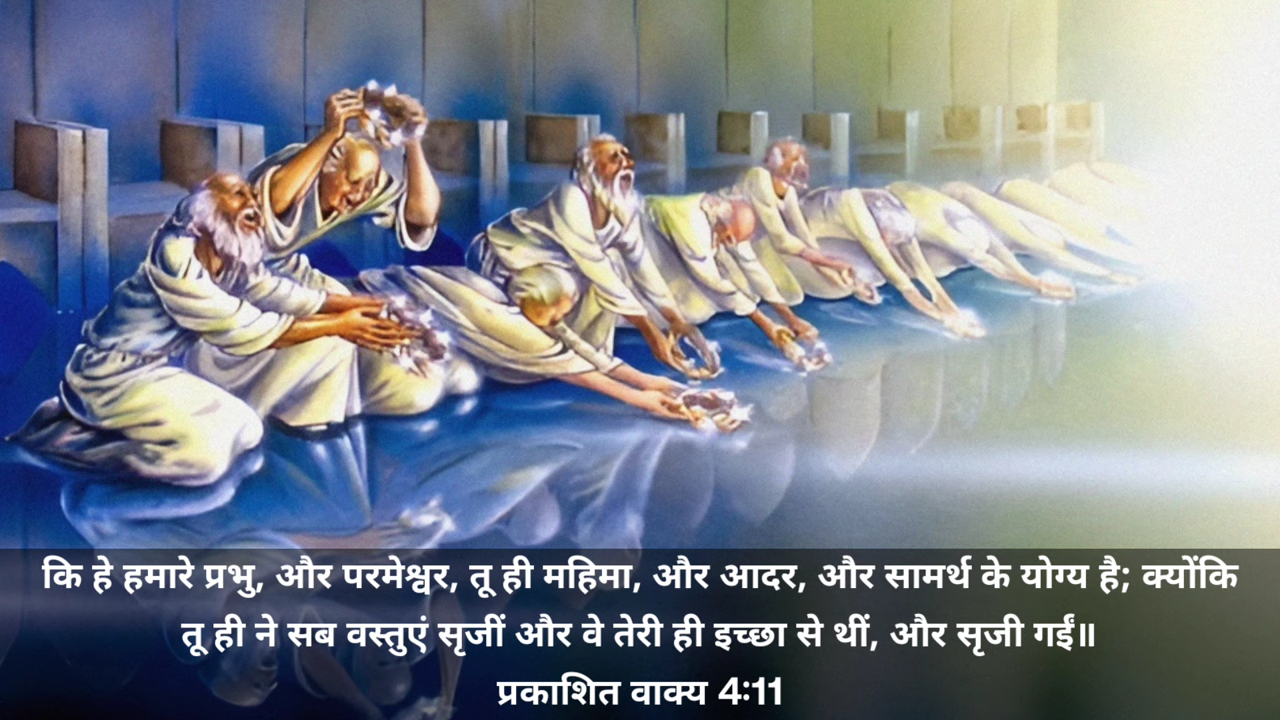 कि हे हमारे प्रभु, और परमेश्वर, तू ही महिमा, और आदर, और सामर्थ के योग्य है; क्योंकि
तू ही ने सब वस्तुएं सृजीं और वे तेरी ही इच्छा से थीं, और सृजी गईं॥
प्रकाशित वाक्य 4:11